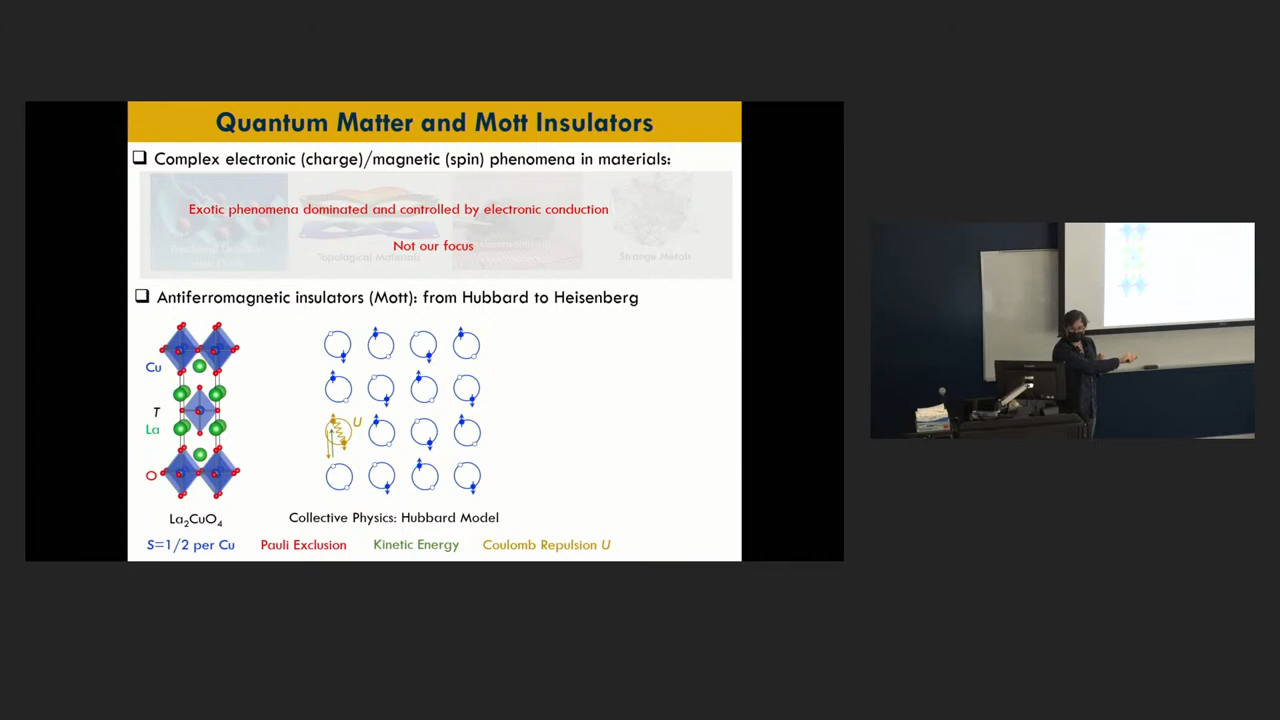 Quantum Matter and Mott Insulators
Complex electronic (charge)/magnetic (spin) phenomena in materials:
Exotic phenomena dominated and controlled by electronic conduction
Not our focus
Topological Materials
Strange Metals
Antiferromagnetic insulators (Mott): from Hubbard to Heisenberg
Cu
T
La
O
U
La₂CuO₄
Collective Physics: Hubbard Model
S=1/2 per Cu
Pauli Exclusion
Kinetic Energy
Coulomb Repulsion U